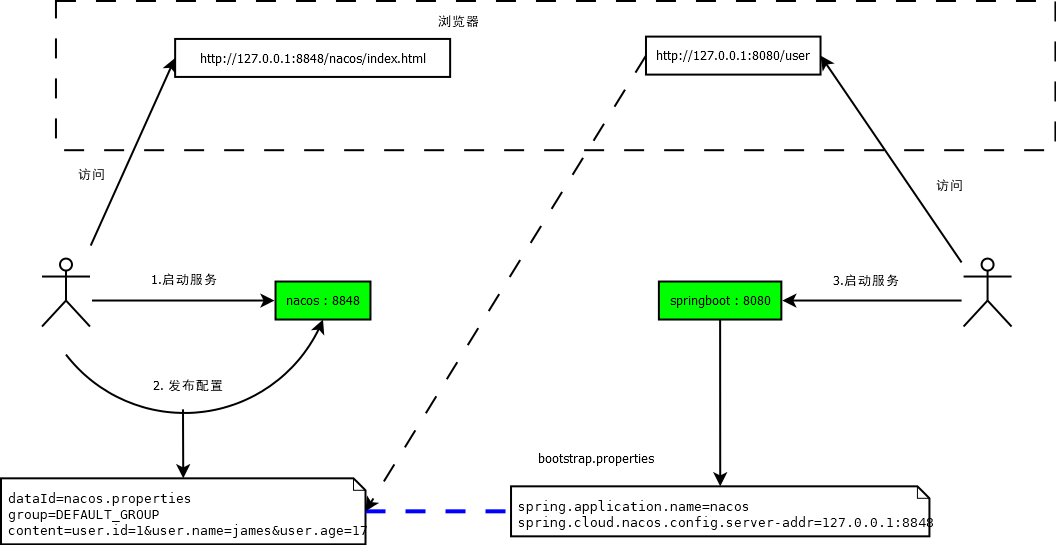 浏览器
http://127.0.0.1:8848/nacos/index.html
http://127.0.0.1:8080/user
访问
访问
1.启动服务
nacos : 8848
springboot : 8080
3.启动服务
2. 发布配置
bootstrap.properties
dataId=nacos.properties
group=DEFAULT_GROUP
content=user.id=1&user.name=james&user.age=17
spring.application.name=nacos
spring.cloud.nacos.config.server-addr=127.0.0.1:8848